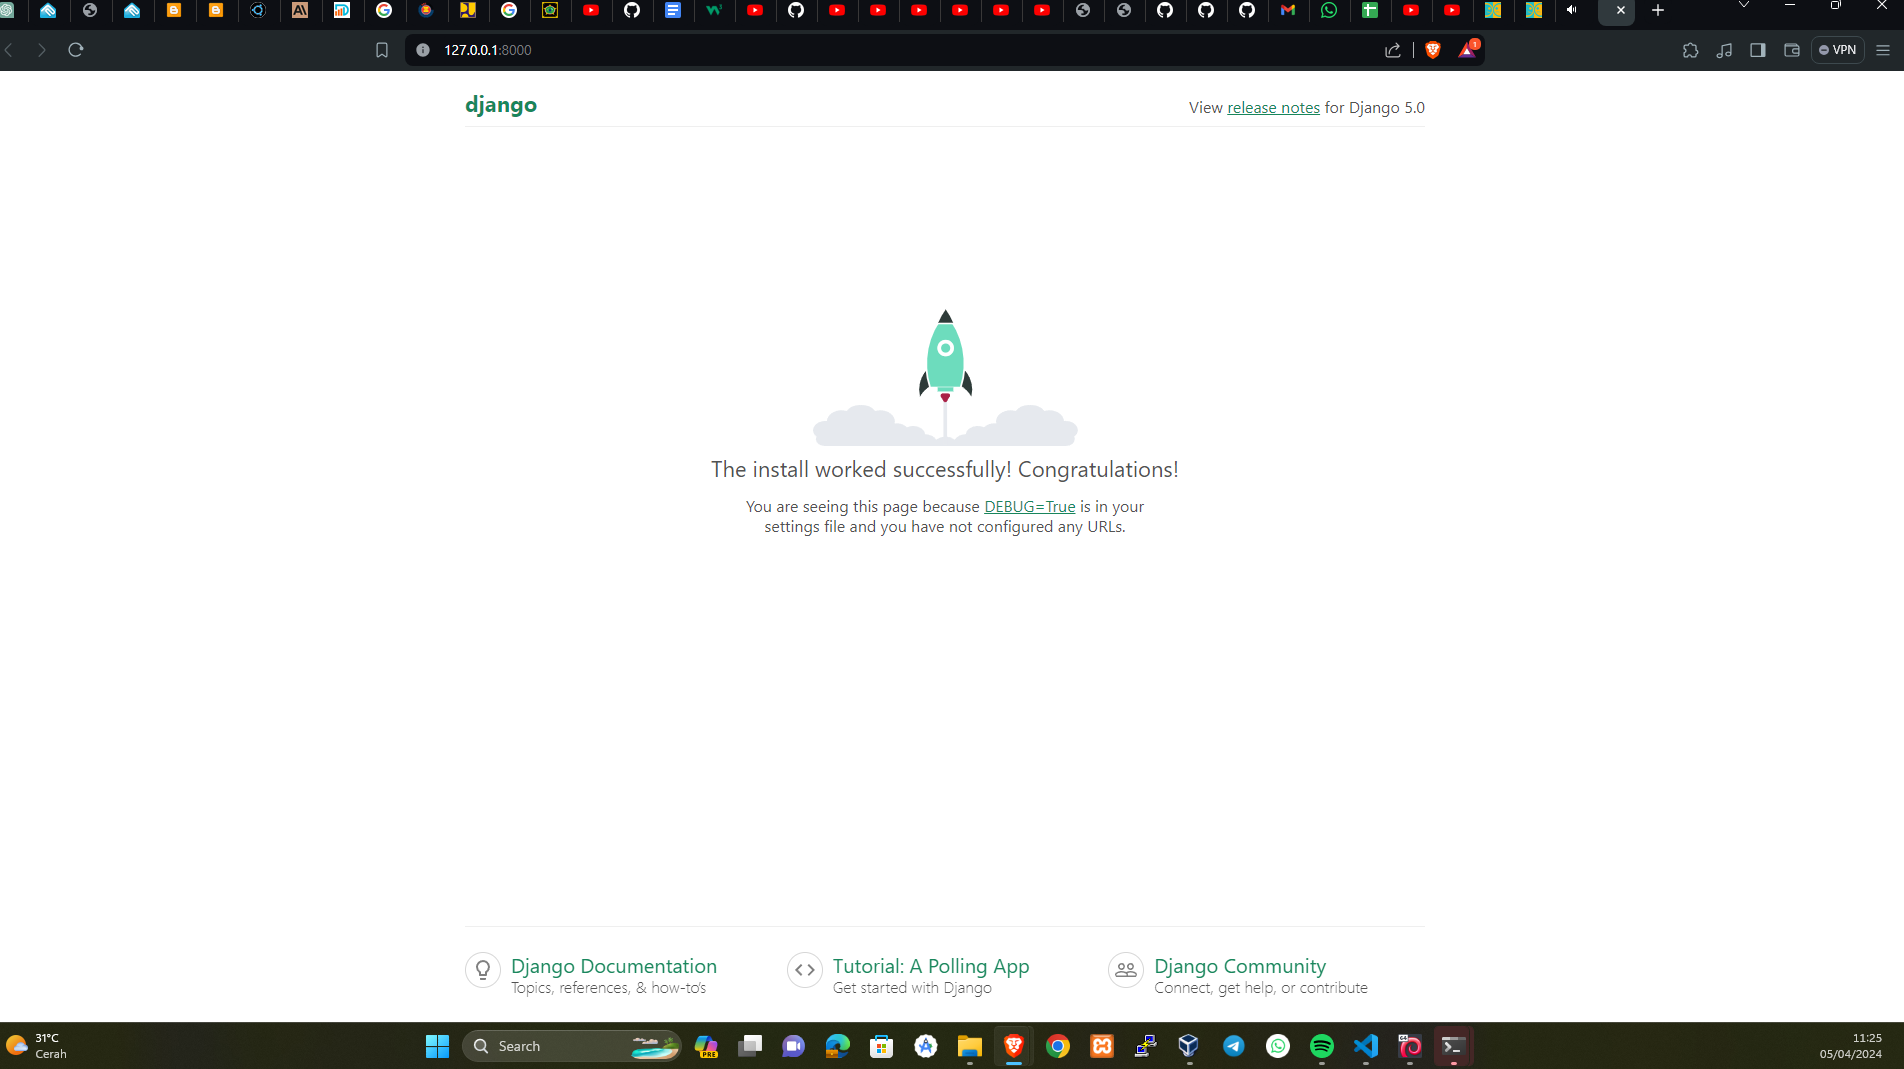 127.0.0.1:8000
1
VPN
django
View release notes for Django 5.0
The install worked successfully! Congratulations!
You are seeing this page because DEBUG=True is in your
settings file and you have not configured any URLs.
Django Documentation
Topics, references, & how-to's
Tutorial: A Polling App
Get started with Django
Django Community
Connect, get help, or contribute
31°C
Cerah
Search
PRE
11:25
05/04/2024